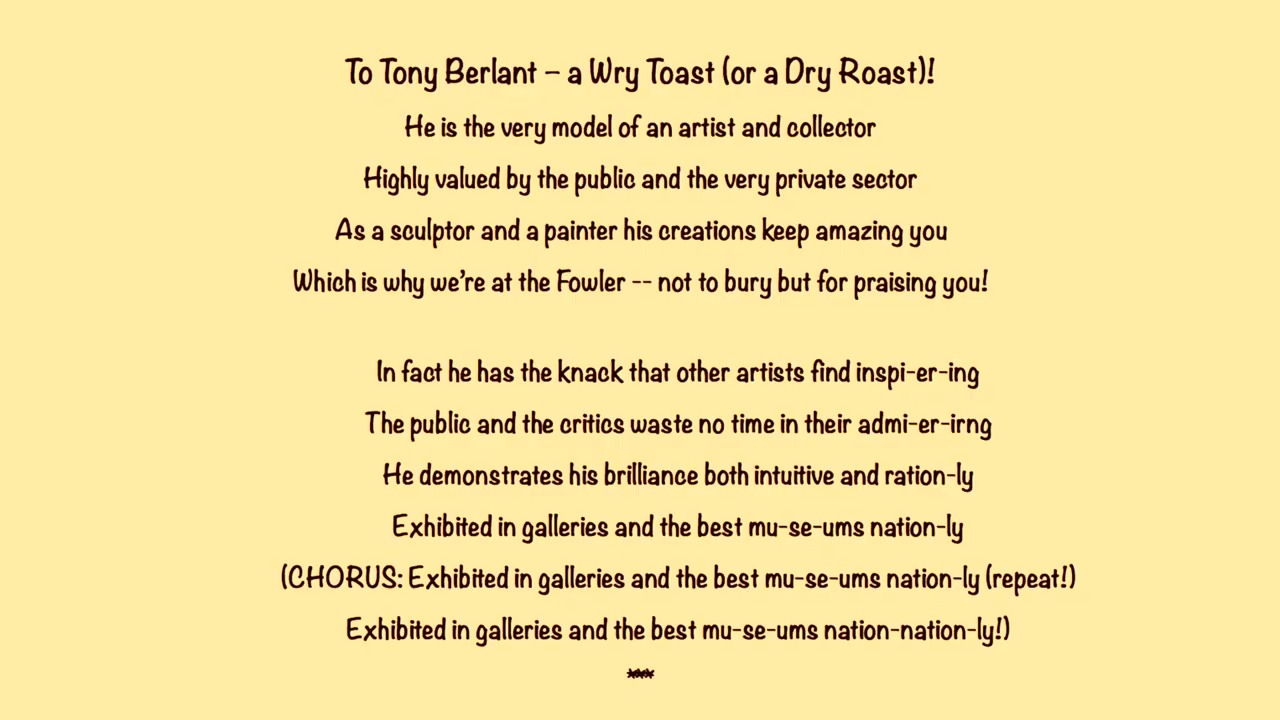 To Tony Berlant – a Wry Toast (or a Dry Roast)!
He is the very model of an artist and collector
Highly valued by the public and the very private sector
As a sculptor and a painter his creations keep amazing you
Which is why we’re at the Fowler -- not to bury but for praising you!
In fact he has the knack that other artists find inspi-er-ing
The public and the critics waste no time in their admi-er-irng
He demonstrates his brilliance both intuitive and ration-ly
Exhibited in galleries and the best mu-se-ums nation-ly
(CHORUS: Exhibited in galleries and the best mu-se-ums nation-ly (repeat!)
Exhibited in galleries and the best mu-se-ums nation-nation-ly!)
***